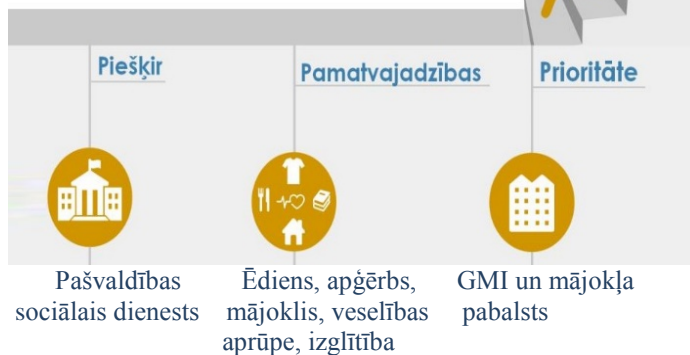 Piešķir
Pamatvajadzības
Prioritāte
Pašvaldības
sociālais dienests
Ēdiens, apģērbs,
mājoklis, veselības
aprūpe, izglītība
GMI un mājokļa
pabalsts